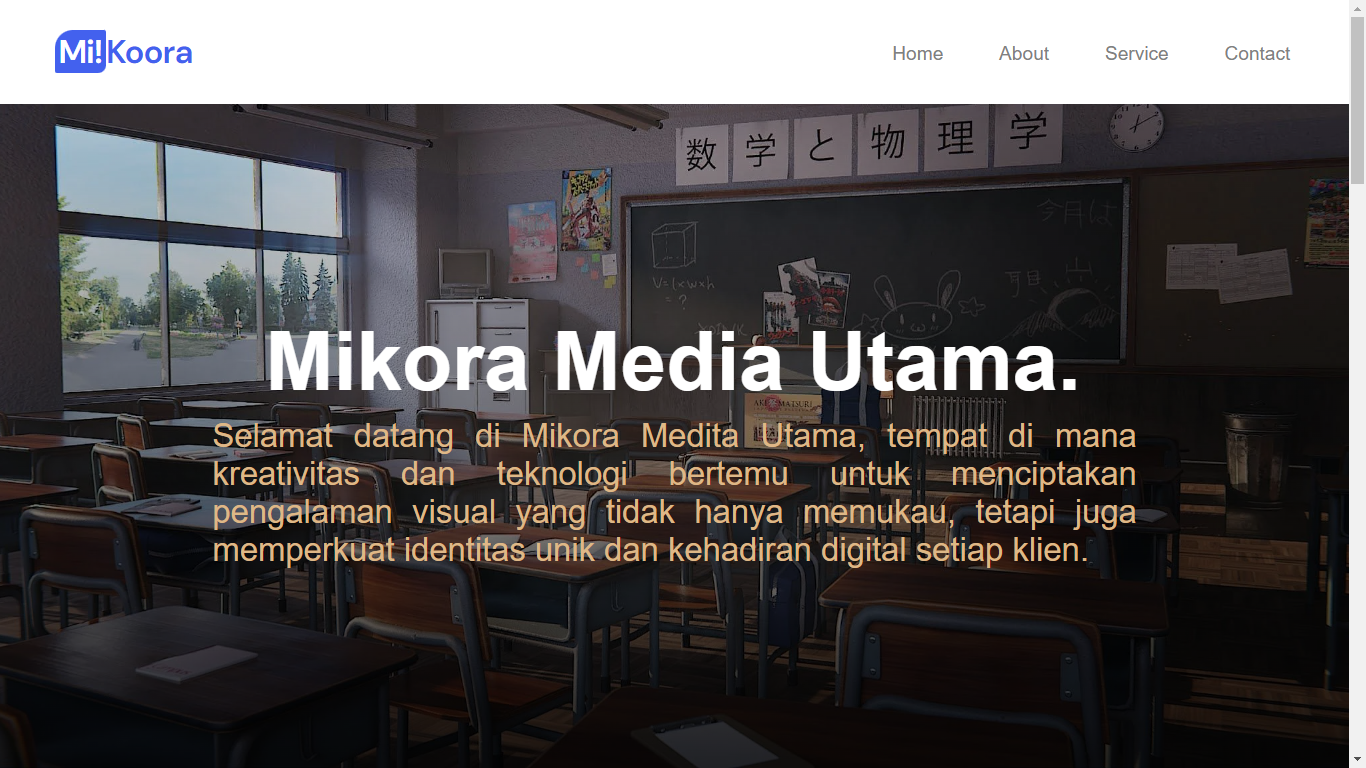 Mi!Koora
Home
About
Service
Contact
数学と物理学
今月は
V=l×w×h
= ?
Mikora Media Utama.
Selamat datang di Mikora Medita Utama, tempat di mana
kreativitas dan teknologi bertemu untuk menciptakan
pengalaman visual yang tidak hanya memukau, tetapi juga
memperkuat identitas unik dan kehadiran digital setiap klien.